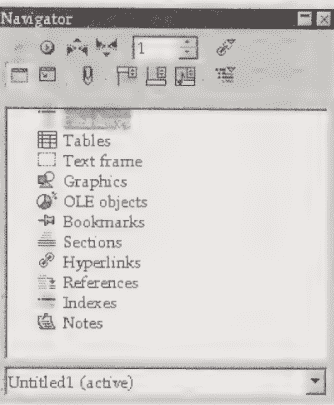 Navigator
1
Tables
Text frame
Graphics
OLE objects
Bookmarks
Sections
Hyperlinks
References
Indexes
Notes
Untitled1 (active)